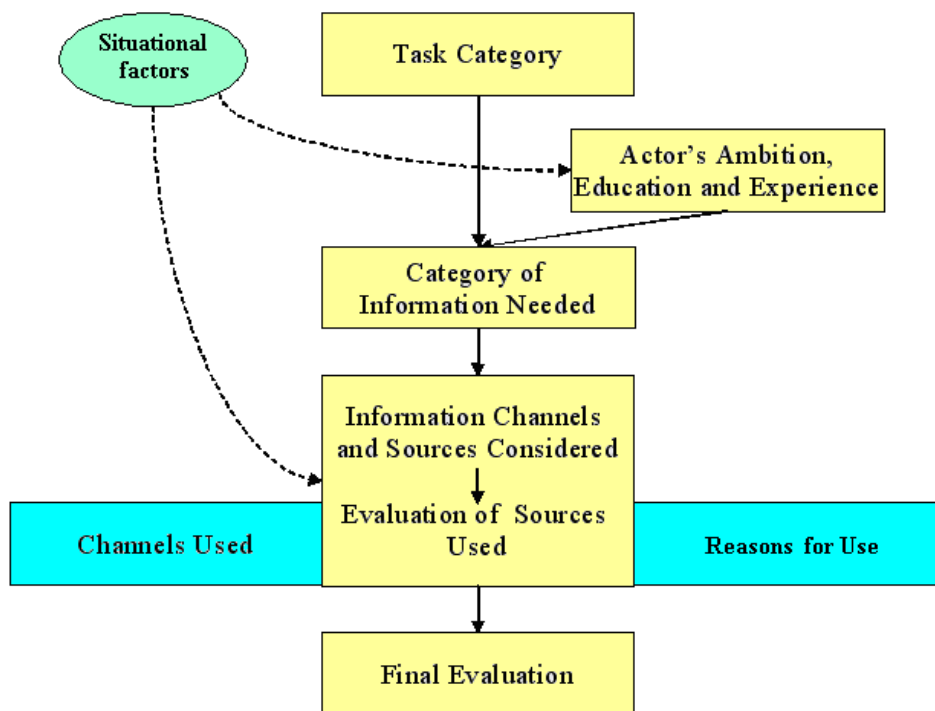 Situational
factors
Task Category
Actor's Ambition,
Education and Experience
Category of
Information Needed
Information Channels
and Sources Considered
Evaluation of Sources
Used
Channels Used
Reasons for Use
Final Evaluation